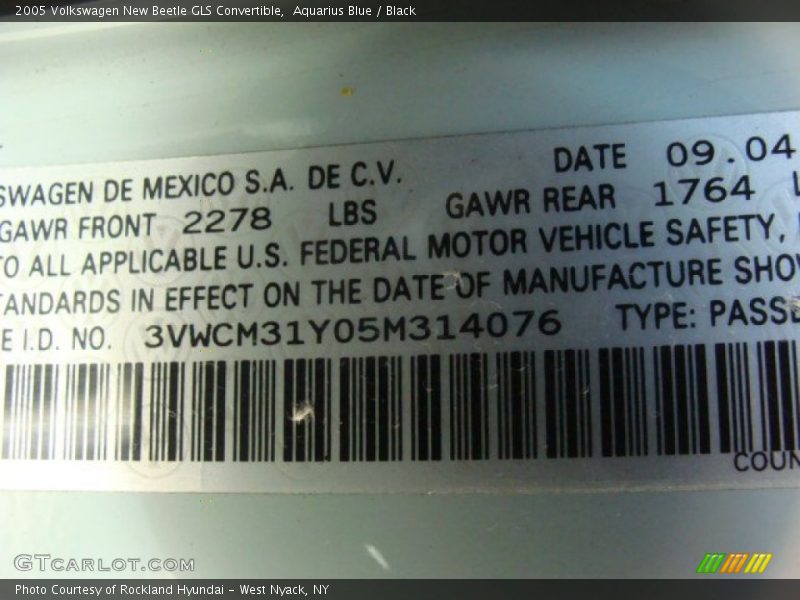 2005 Volkswagen New Beetle GLS Convertible,  Aquarius Blue / Black
SWAGEN DE MEXICO S.A. DE C.V. DATE 09.04
GAWR FRONT 2278 LBS GAWR REAR 1764 L
TO ALL APPLICABLE U.S. FEDERAL MOTOR VEHICLE SAFETY,
TANDARDS IN EFFECT ON THE DATE OF MANUFACTURE SHOW
E I.D. NO. 3VWCM31Y05M314076 TYPE: PASSE
COUN
GTCARLOT.COM
Photo Courtesy of Rockland Hyundai - West Nyack, NY